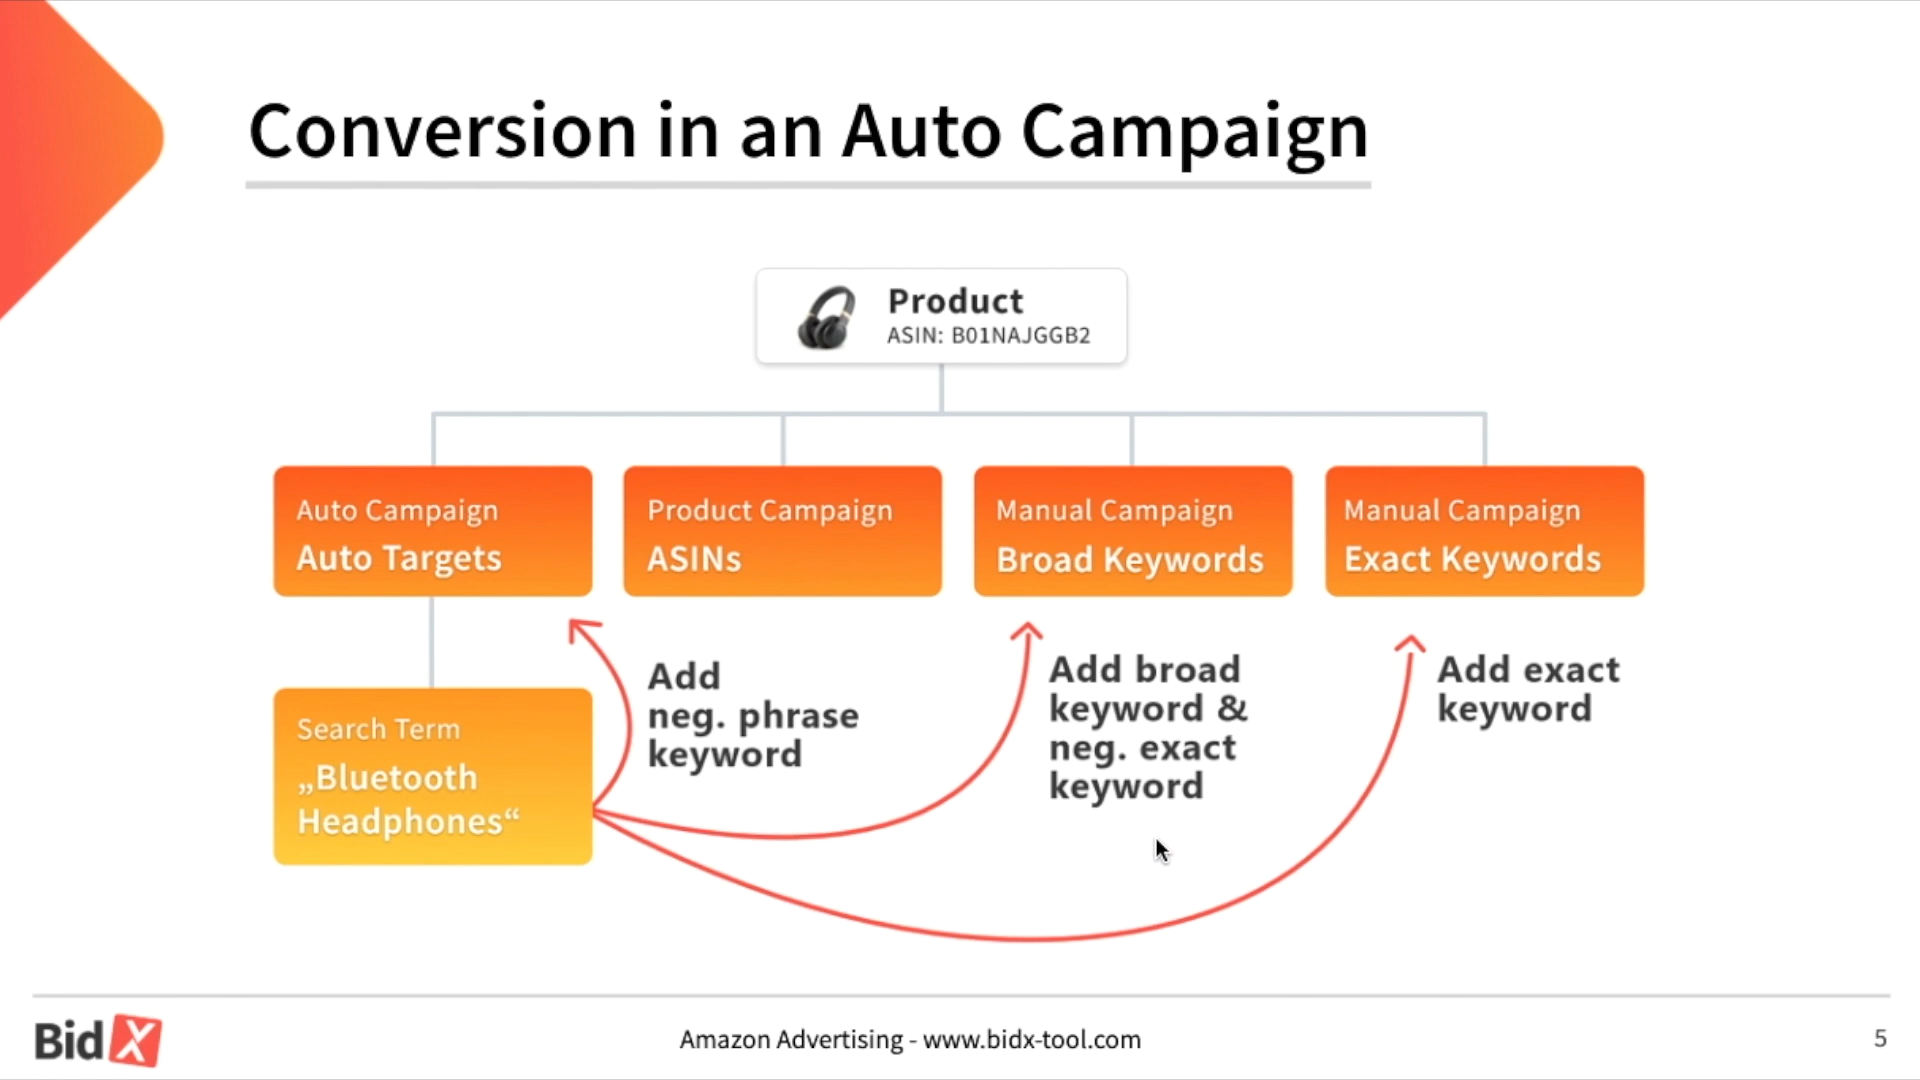 Conversion in an Auto Campaign
Product
ASIN: B01NAJGGB2
Auto Campaign
Auto Targets
Product Campaign
ASINs
Manual Campaign
Broad Keywords
Manual Campaign
Exact Keywords
Search Term
„Bluetooth
Headphones“
Add
neg. phrase
keyword
Add broad
keyword &
neg. exact
keyword
Add exact
keyword
BidX
Amazon Advertising - www.bidx-tool.com
5